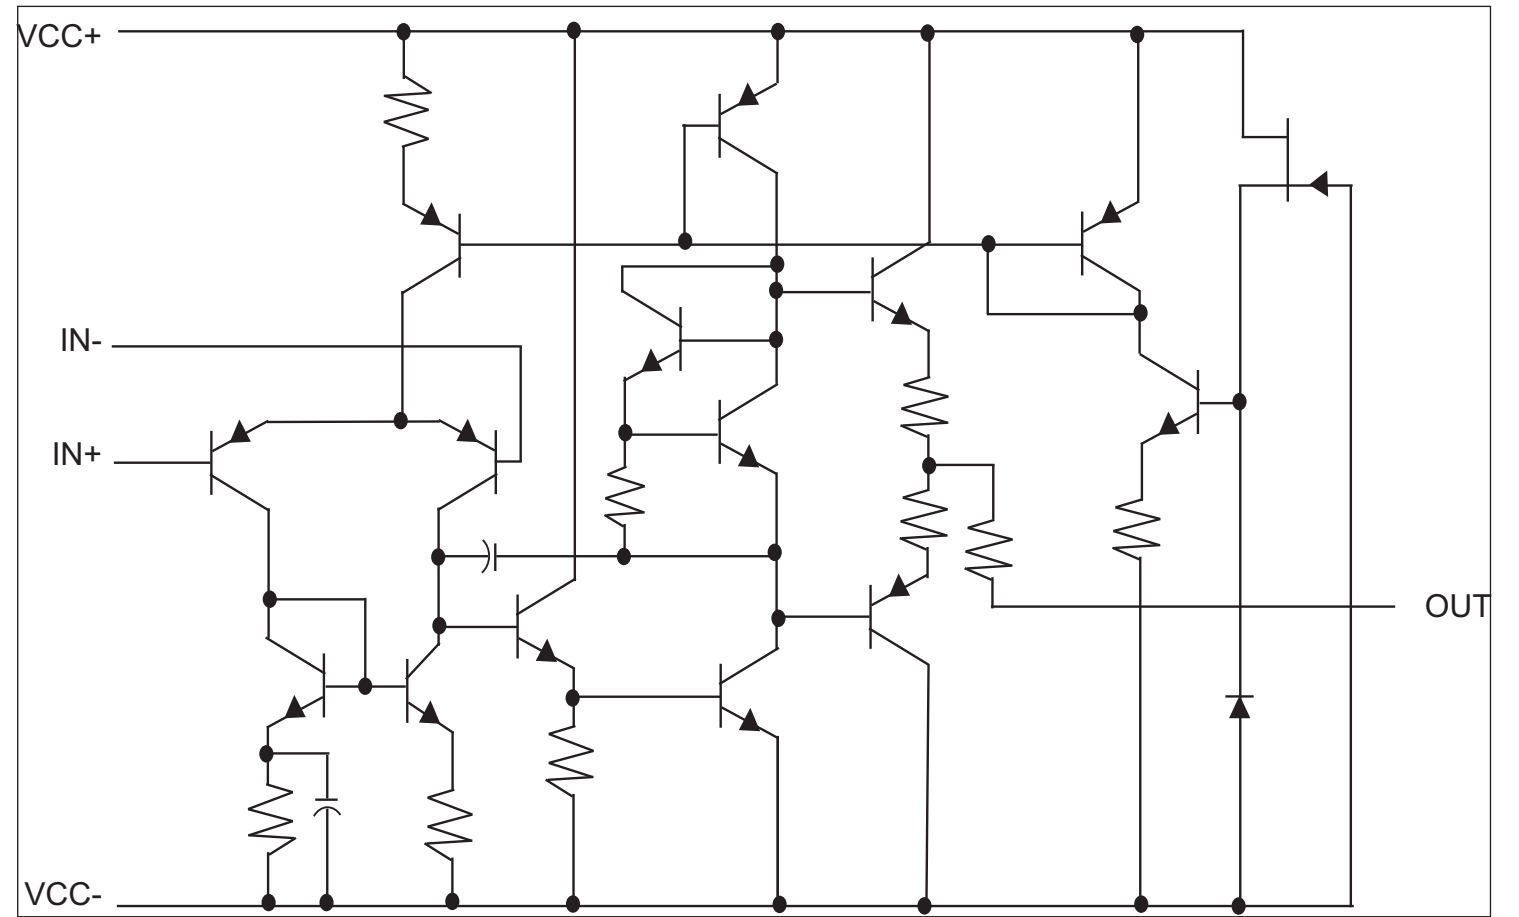 VCC+
IN-
IN+
OUT
VCC-